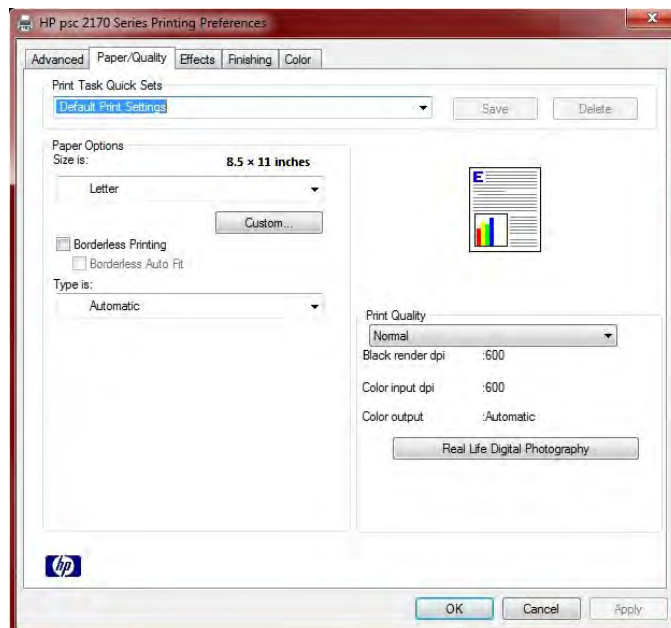 HP psc 2170 Series Printing Preferences
Advanced Paper/Quality Effects Finishing Color
Print Task Quick Sets
Default Print Settings Save Delete
Paper Options
Size is: 8.5 × 11 inches
Letter
Custom...
Borderless Printing
Borderless Auto Fit
Type is:
Automatic
E
Print Quality
Normal
Black render dpi :600
Color input dpi :600
Color output :Automatic
Real Life Digital Photography
hp
OK Cancel Apply